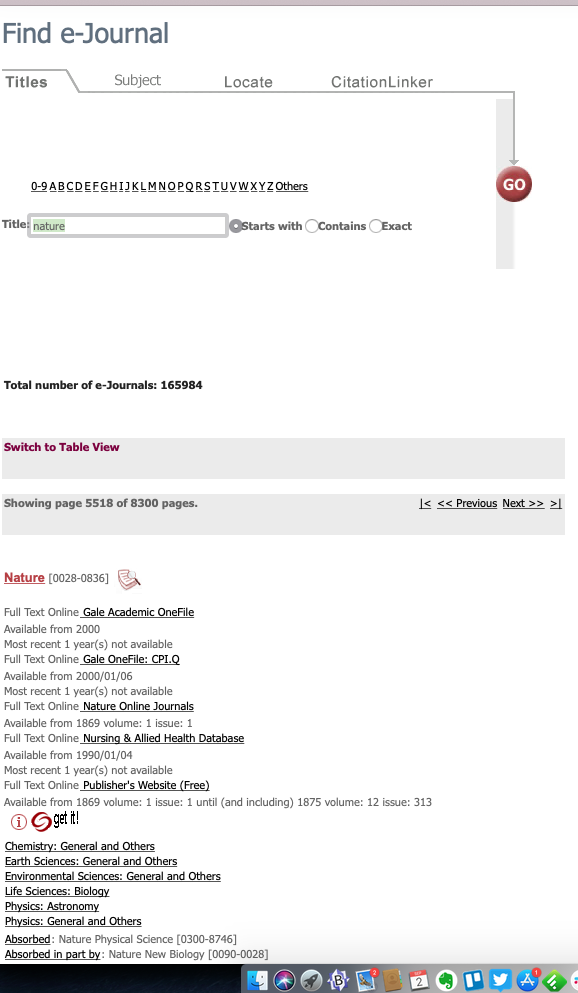 Find e-Journal
Titles Subject Locate CitationLinker
0-9 A B C D E F G H I J K L M N O P Q R S T U V W X Y Z Others
GO
Title: nature Starts with Contains Exact
Total number of e-Journals: 165984
Switch to Table View
Showing page 5518 of 8300 pages. |< << Previous Next >> >|
Nature [0028-0836]
Full Text Online Gale Academic OneFile
Available from 2000
Most recent 1 year(s) not available
Full Text Online Gale OneFile: CPI.Q
Available from 2000/01/06
Most recent 1 year(s) not available
Full Text Online Nature Online Journals
Available from 1869 volume: 1 issue: 1
Full Text Online Nursing & Allied Health Database
Available from 1990/01/04
Most recent 1 year(s) not available
Full Text Online Publisher's Website (Free)
Available from 1869 volume: 1 issue: 1 until (and including) 1875 volume: 12 issue: 313
i S get it!
Chemistry: General and Others
Earth Sciences: General and Others
Environmental Sciences: General and Others
Life Sciences: Biology
Physics: Astronomy
Physics: General and Others
Absorbed: Nature Physical Science [0300-8746]
Absorbed in part by: Nature New Biology [0090-0028]
B 2 2 1